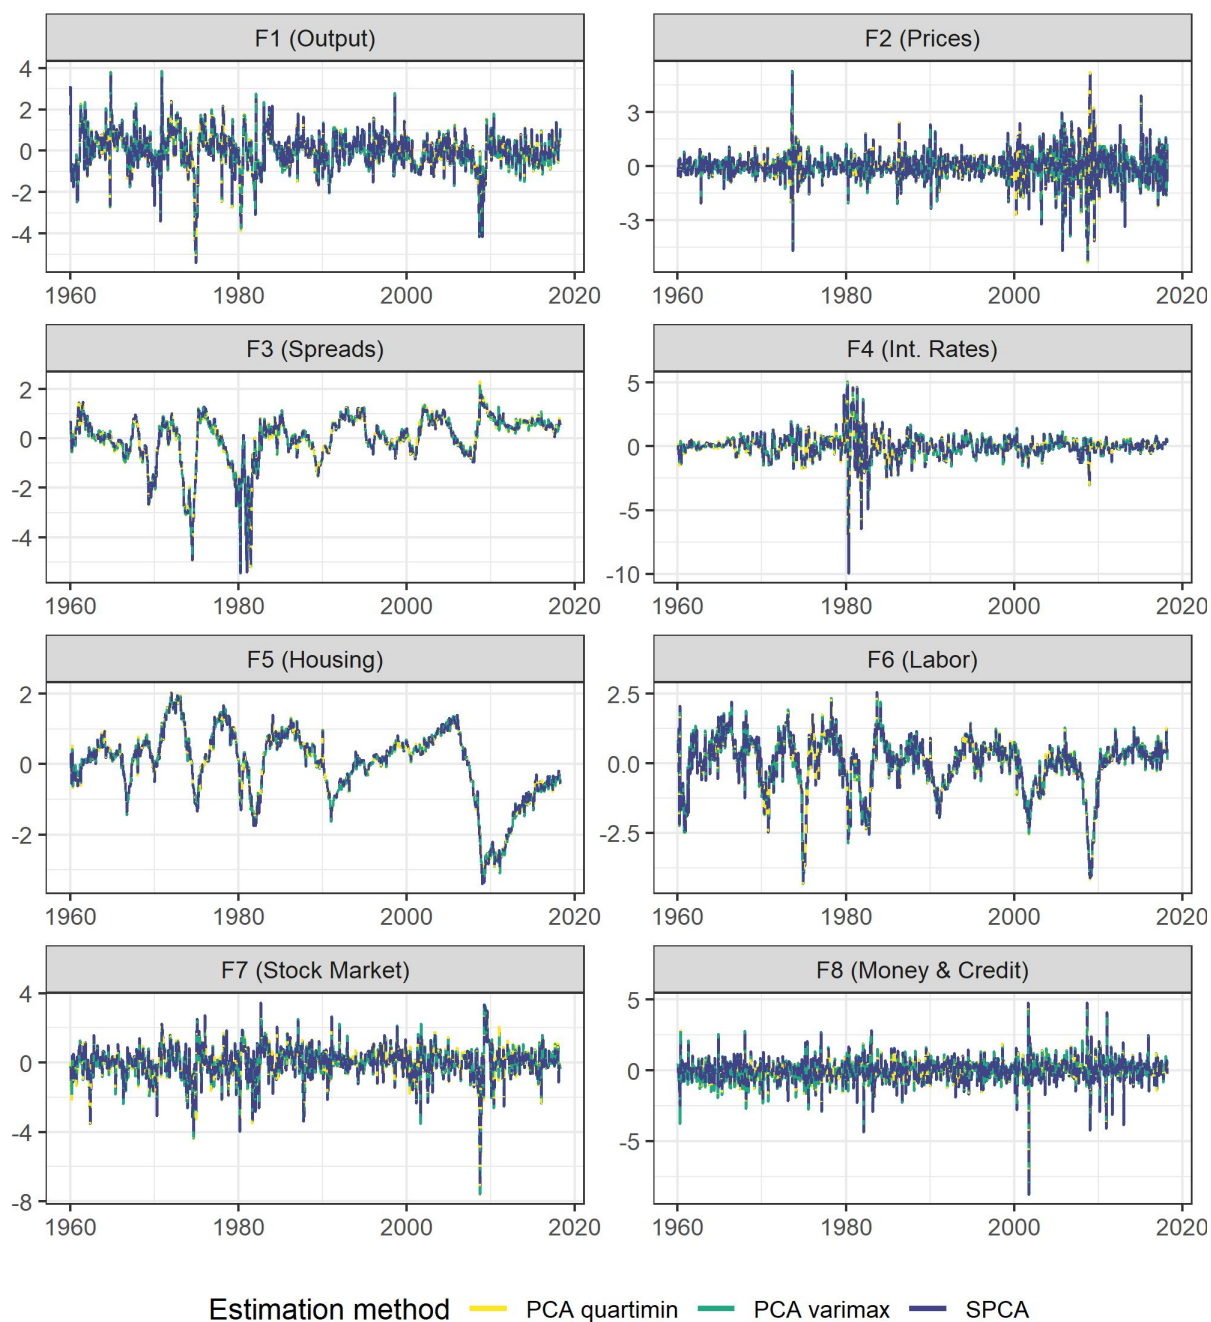 F1 (Output)
F2 (Prices)
4
2
0
-2
-4
3
0
-3
1960 1980 2000 2020
1960 1980 2000 2020
F3 (Spreads)
F4 (Int. Rates)
2
0
-2
-4
5
0
-5
-10
1960 1980 2000 2020
1960 1980 2000 2020
F5 (Housing)
F6 (Labor)
2
0
-2
2.5
0.0
-2.5
1960 1980 2000 2020
1960 1980 2000 2020
F7 (Stock Market)
F8 (Money & Credit)
4
0
-4
-8
5
0
-5
1960 1980 2000 2020
1960 1980 2000 2020
Estimation method PCA quartimin PCA varimax SPCA